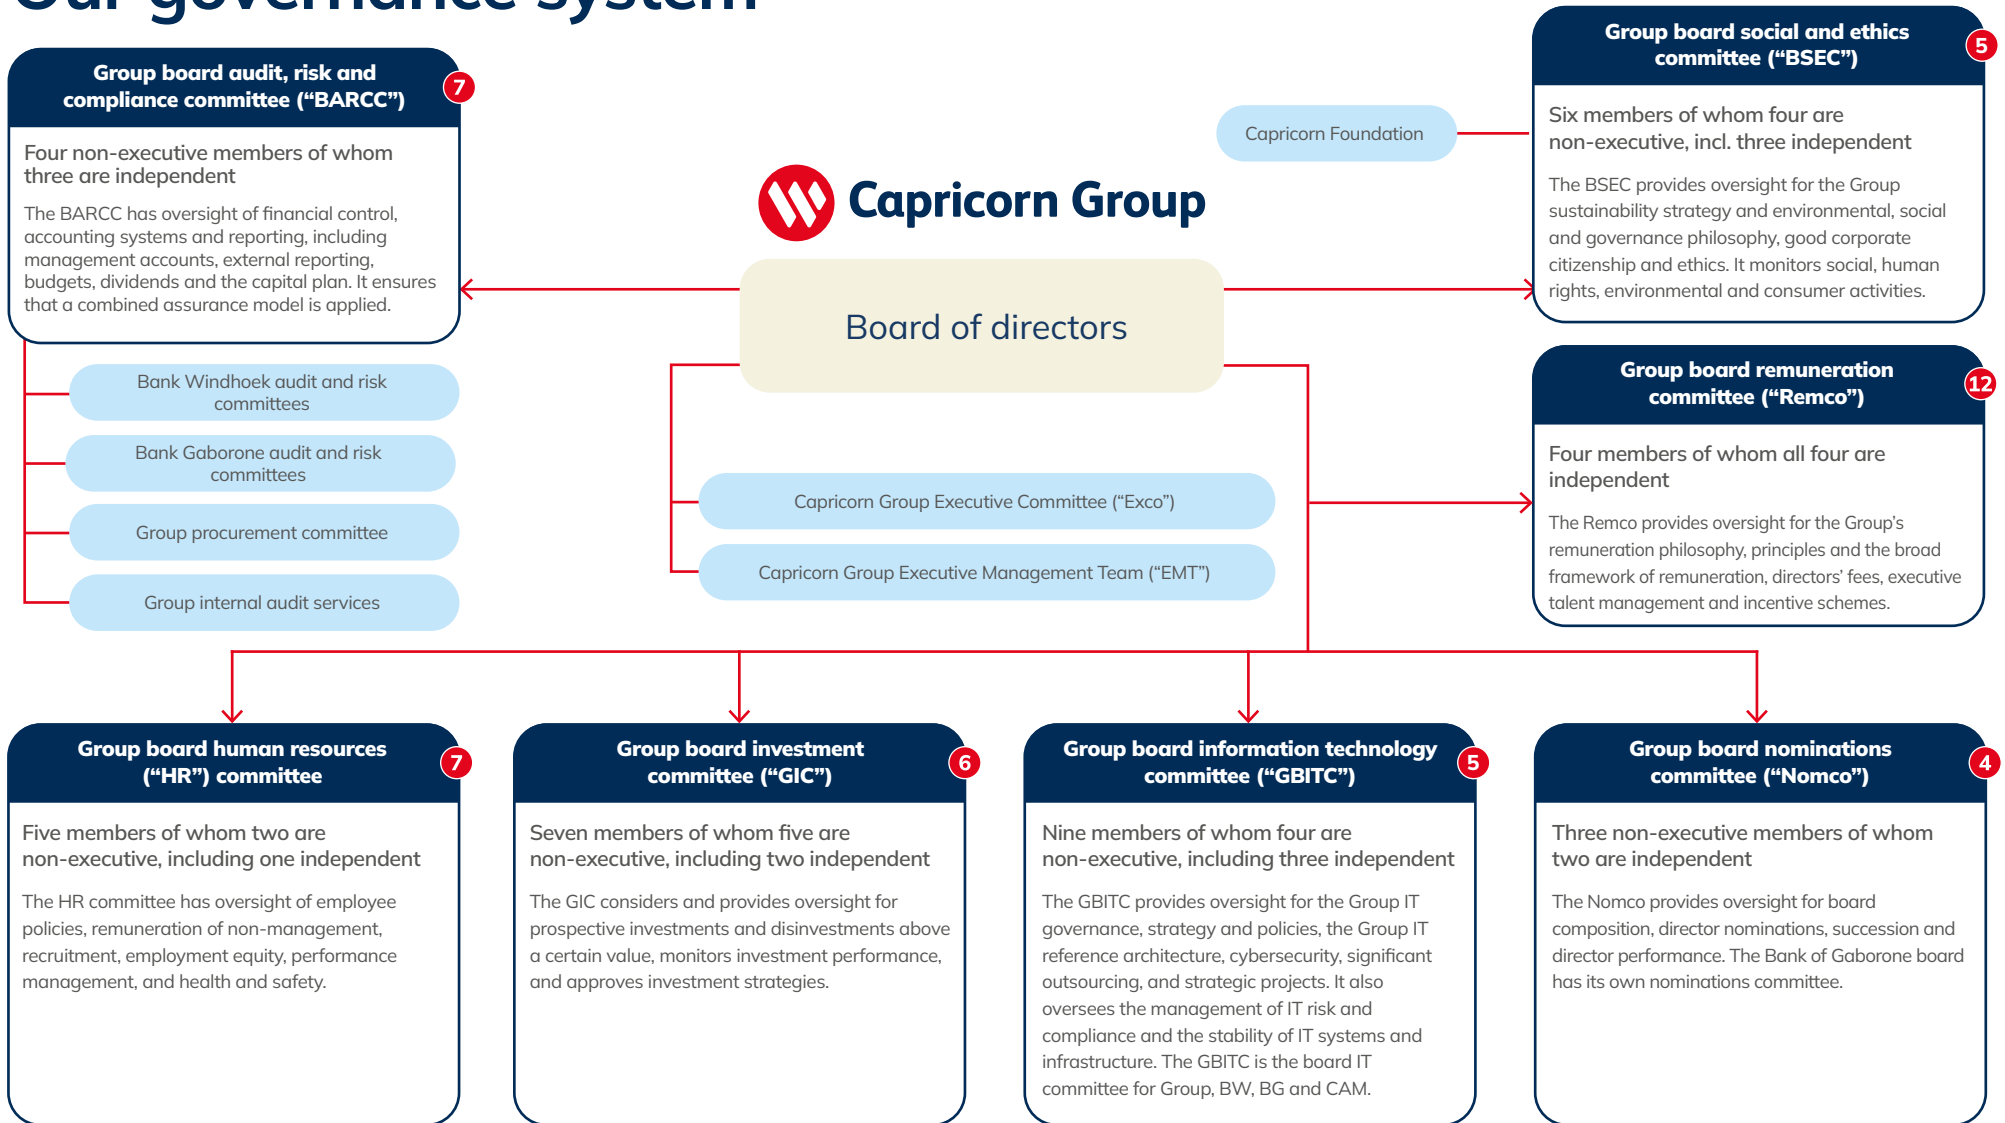 Our governance system
Group board audit, risk and
compliance committee (“BARCC”)
7
Four non-executive members of whom
three are independent
The BARCC has oversight of financial control,
accounting systems and reporting, including
management accounts, external reporting,
budgets, dividends and the capital plan. It ensures
that a combined assurance model is applied.
Bank Windhoek audit and risk
committees
Bank Gaborone audit and risk
committees
Group procurement committee
Group internal audit services
Capricorn Group
Board of directors
Capricorn Group Executive Committee (“Exco”)
Capricorn Group Executive Management Team (“EMT”)
Capricorn Foundation
Group board social and ethics
committee (“BSEC”)
5
Six members of whom four are
non-executive, incl. three independent
The BSEC provides oversight for the Group
sustainability strategy and environmental, social
and governance philosophy, good corporate
citizenship and ethics. It monitors social, human
rights, environmental and consumer activities.
Group board remuneration
committee (“Remco”)
12
Four members of whom all four are
independent
The Remco provides oversight for the Group’s
remuneration philosophy, principles and the broad
framework of remuneration, directors’ fees, executive
talent management and incentive schemes.
Group board human resources
(“HR”) committee
7
Five members of whom two are
non-executive, including one independent
The HR committee has oversight of employee
policies, remuneration of non-management,
recruitment, employment equity, performance
management, and health and safety.
Group board investment
committee (“GIC”)
6
Seven members of whom five are
non-executive, including two independent
The GIC considers and provides oversight for
prospective investments and disinvestments above
a certain value, monitors investment performance,
and approves investment strategies.
Group board information technology
committee (“GBITC”)
5
Nine members of whom four are
non-executive, including three independent
The GBITC provides oversight for the Group IT
governance, strategy and policies, the Group IT
reference architecture, cybersecurity, significant
outsourcing, and strategic projects. It also
oversees the management of IT risk and
compliance and the stability of IT systems and
infrastructure. The GBITC is the board IT
committee for Group, BW, BG and CAM.
Group board nominations
committee (“Nomco”)
4
Three non-executive members of whom
two are independent
The Nomco provides oversight for board
composition, director nominations, succession and
director performance. The Bank of Gaborone board
has its own nominations committee.